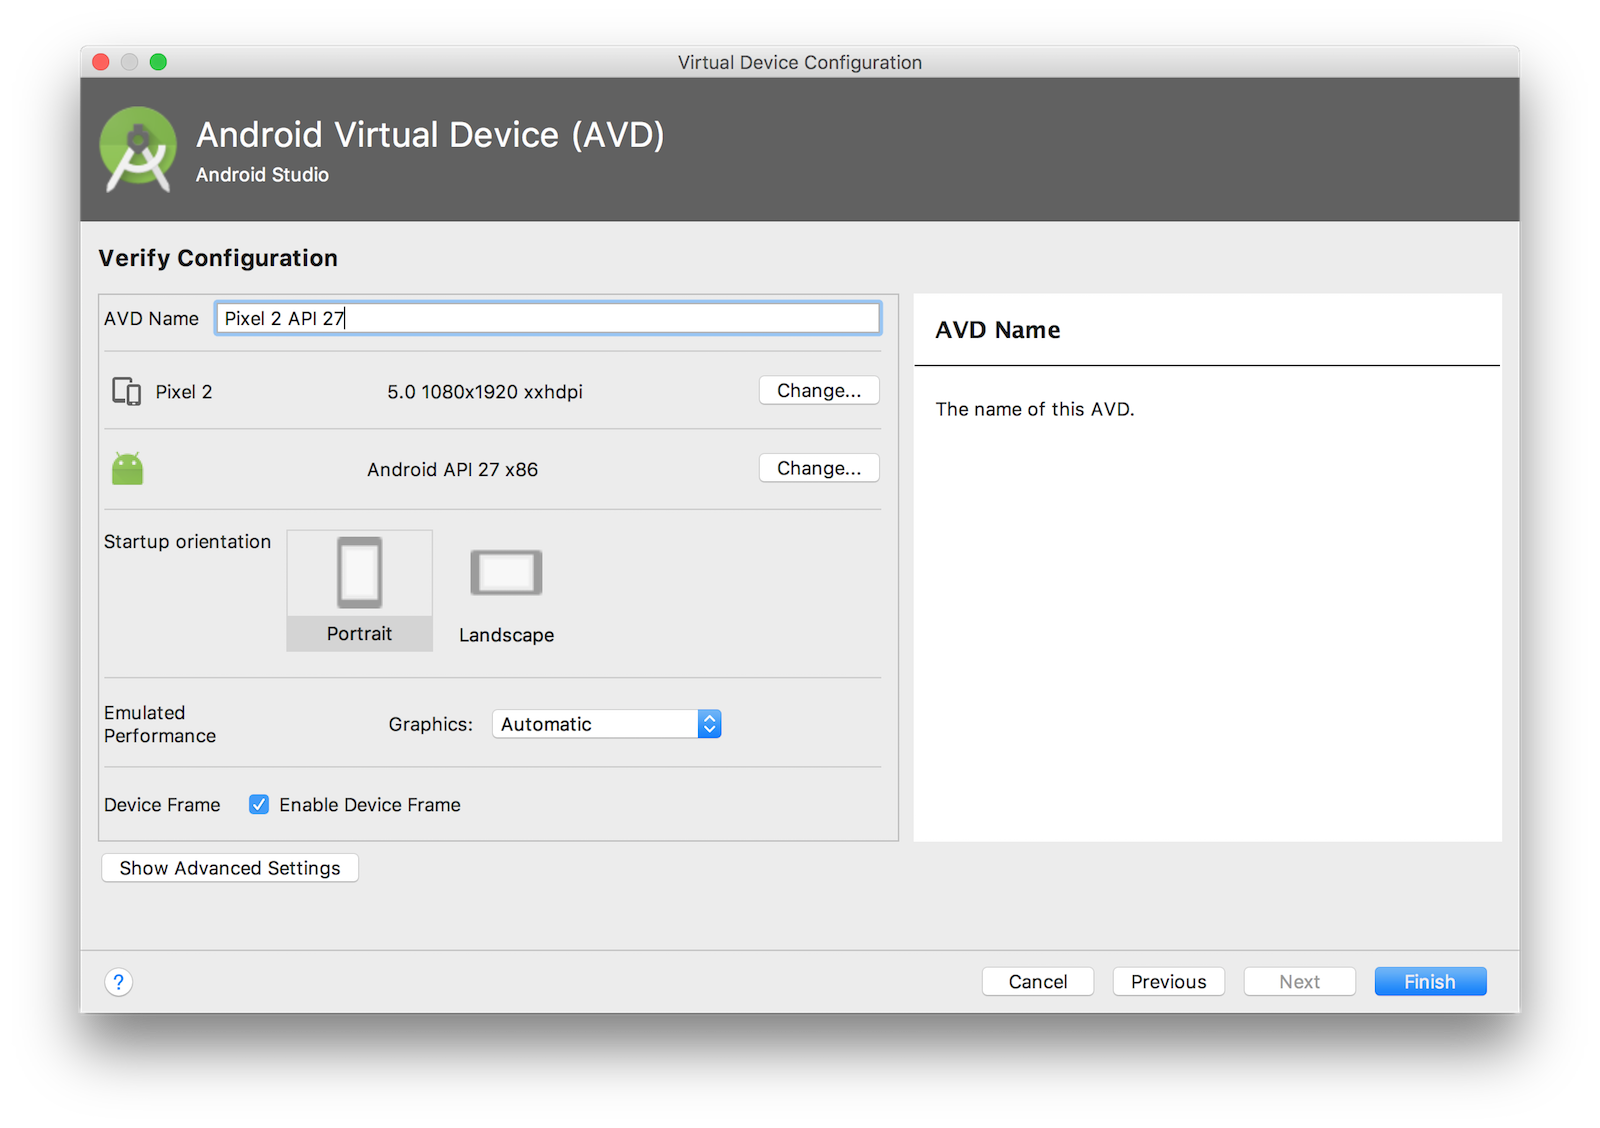 Virtual Device Configuration
Android Virtual Device (AVD)
Android Studio
Verify Configuration
AVD Name Pixel 2 API 27
Pixel 2 5.0 1080x1920 xxhdpi Change...
Android API 27 x86 Change...
Startup orientation
Portrait Landscape
Emulated
Performance
Graphics: Automatic
Device Frame Enable Device Frame
Show Advanced Settings
AVD Name
The name of this AVD.
? Cancel Previous Next Finish